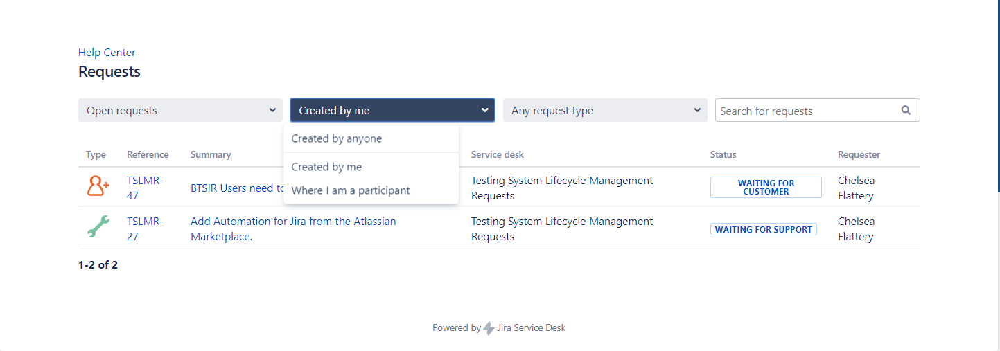 Help Center
Requests
Open requests
Created by me
Any request type
Search for requests
Created by anyone
Created by me
Where I am a participant
Type Reference Summary Service desk Status Requester
TSLMR-
47
BTSIR Users need to
Testing System Lifecycle Management
Requests
WAITING FOR
CUSTOMER
Chelsea
Flattery
TSLMR-
27
Add Automation for Jira from the Atlassian
Marketplace.
Testing System Lifecycle Management
Requests
WAITING FOR SUPPORT
Chelsea
Flattery
1-2 of 2
Powered by Jira Service Desk